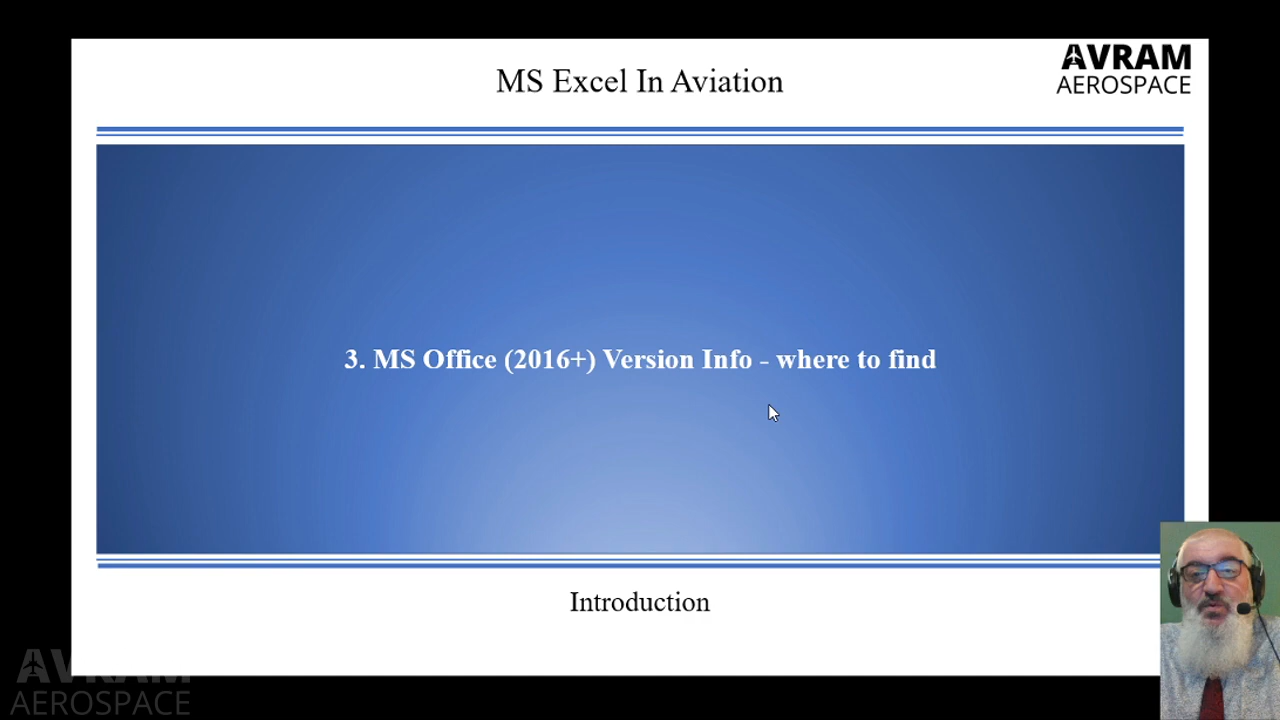 MS Excel In Aviation
AVRAM
AEROSPACE
3. MS Office (2016+) Version Info - where to find
Introduction
AVRAM
AEROSPACE